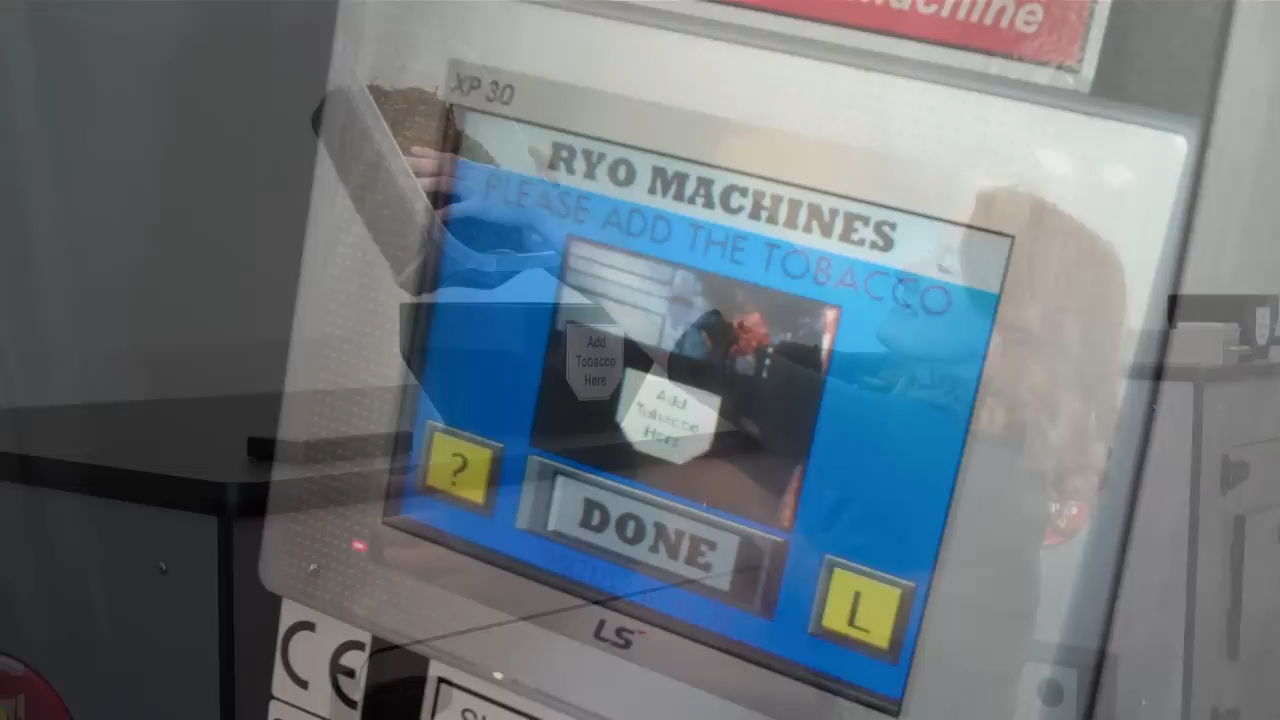 Machine
XP 30
RYO MACHINES
PLEASE ADD THE TOBACCO
Add
Tobacco
Here
Add
Tobacco
Here
?
DONE
L
LS
CE